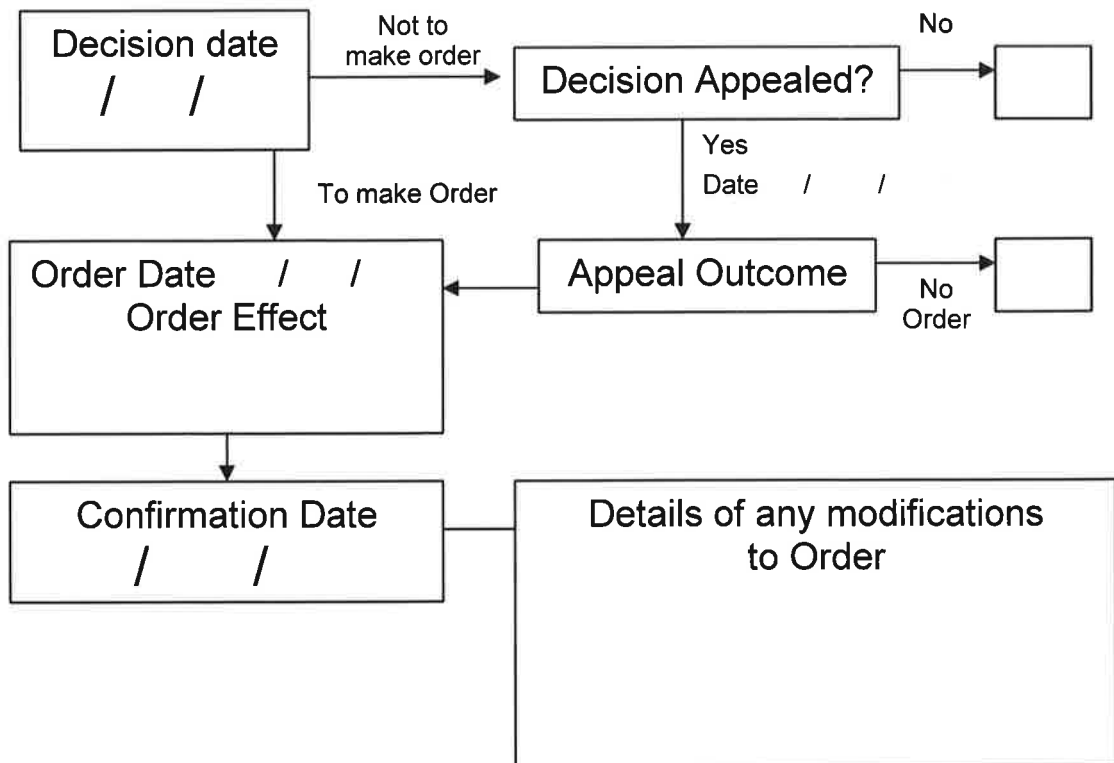 Decision date
/ /
Not to
make order
Decision Appealed?
No
Yes
Date / /
To make Order
Order Date / /
Order Effect
Appeal Outcome
No
Order
Confirmation Date
/ /
Details of any modifications
to Order